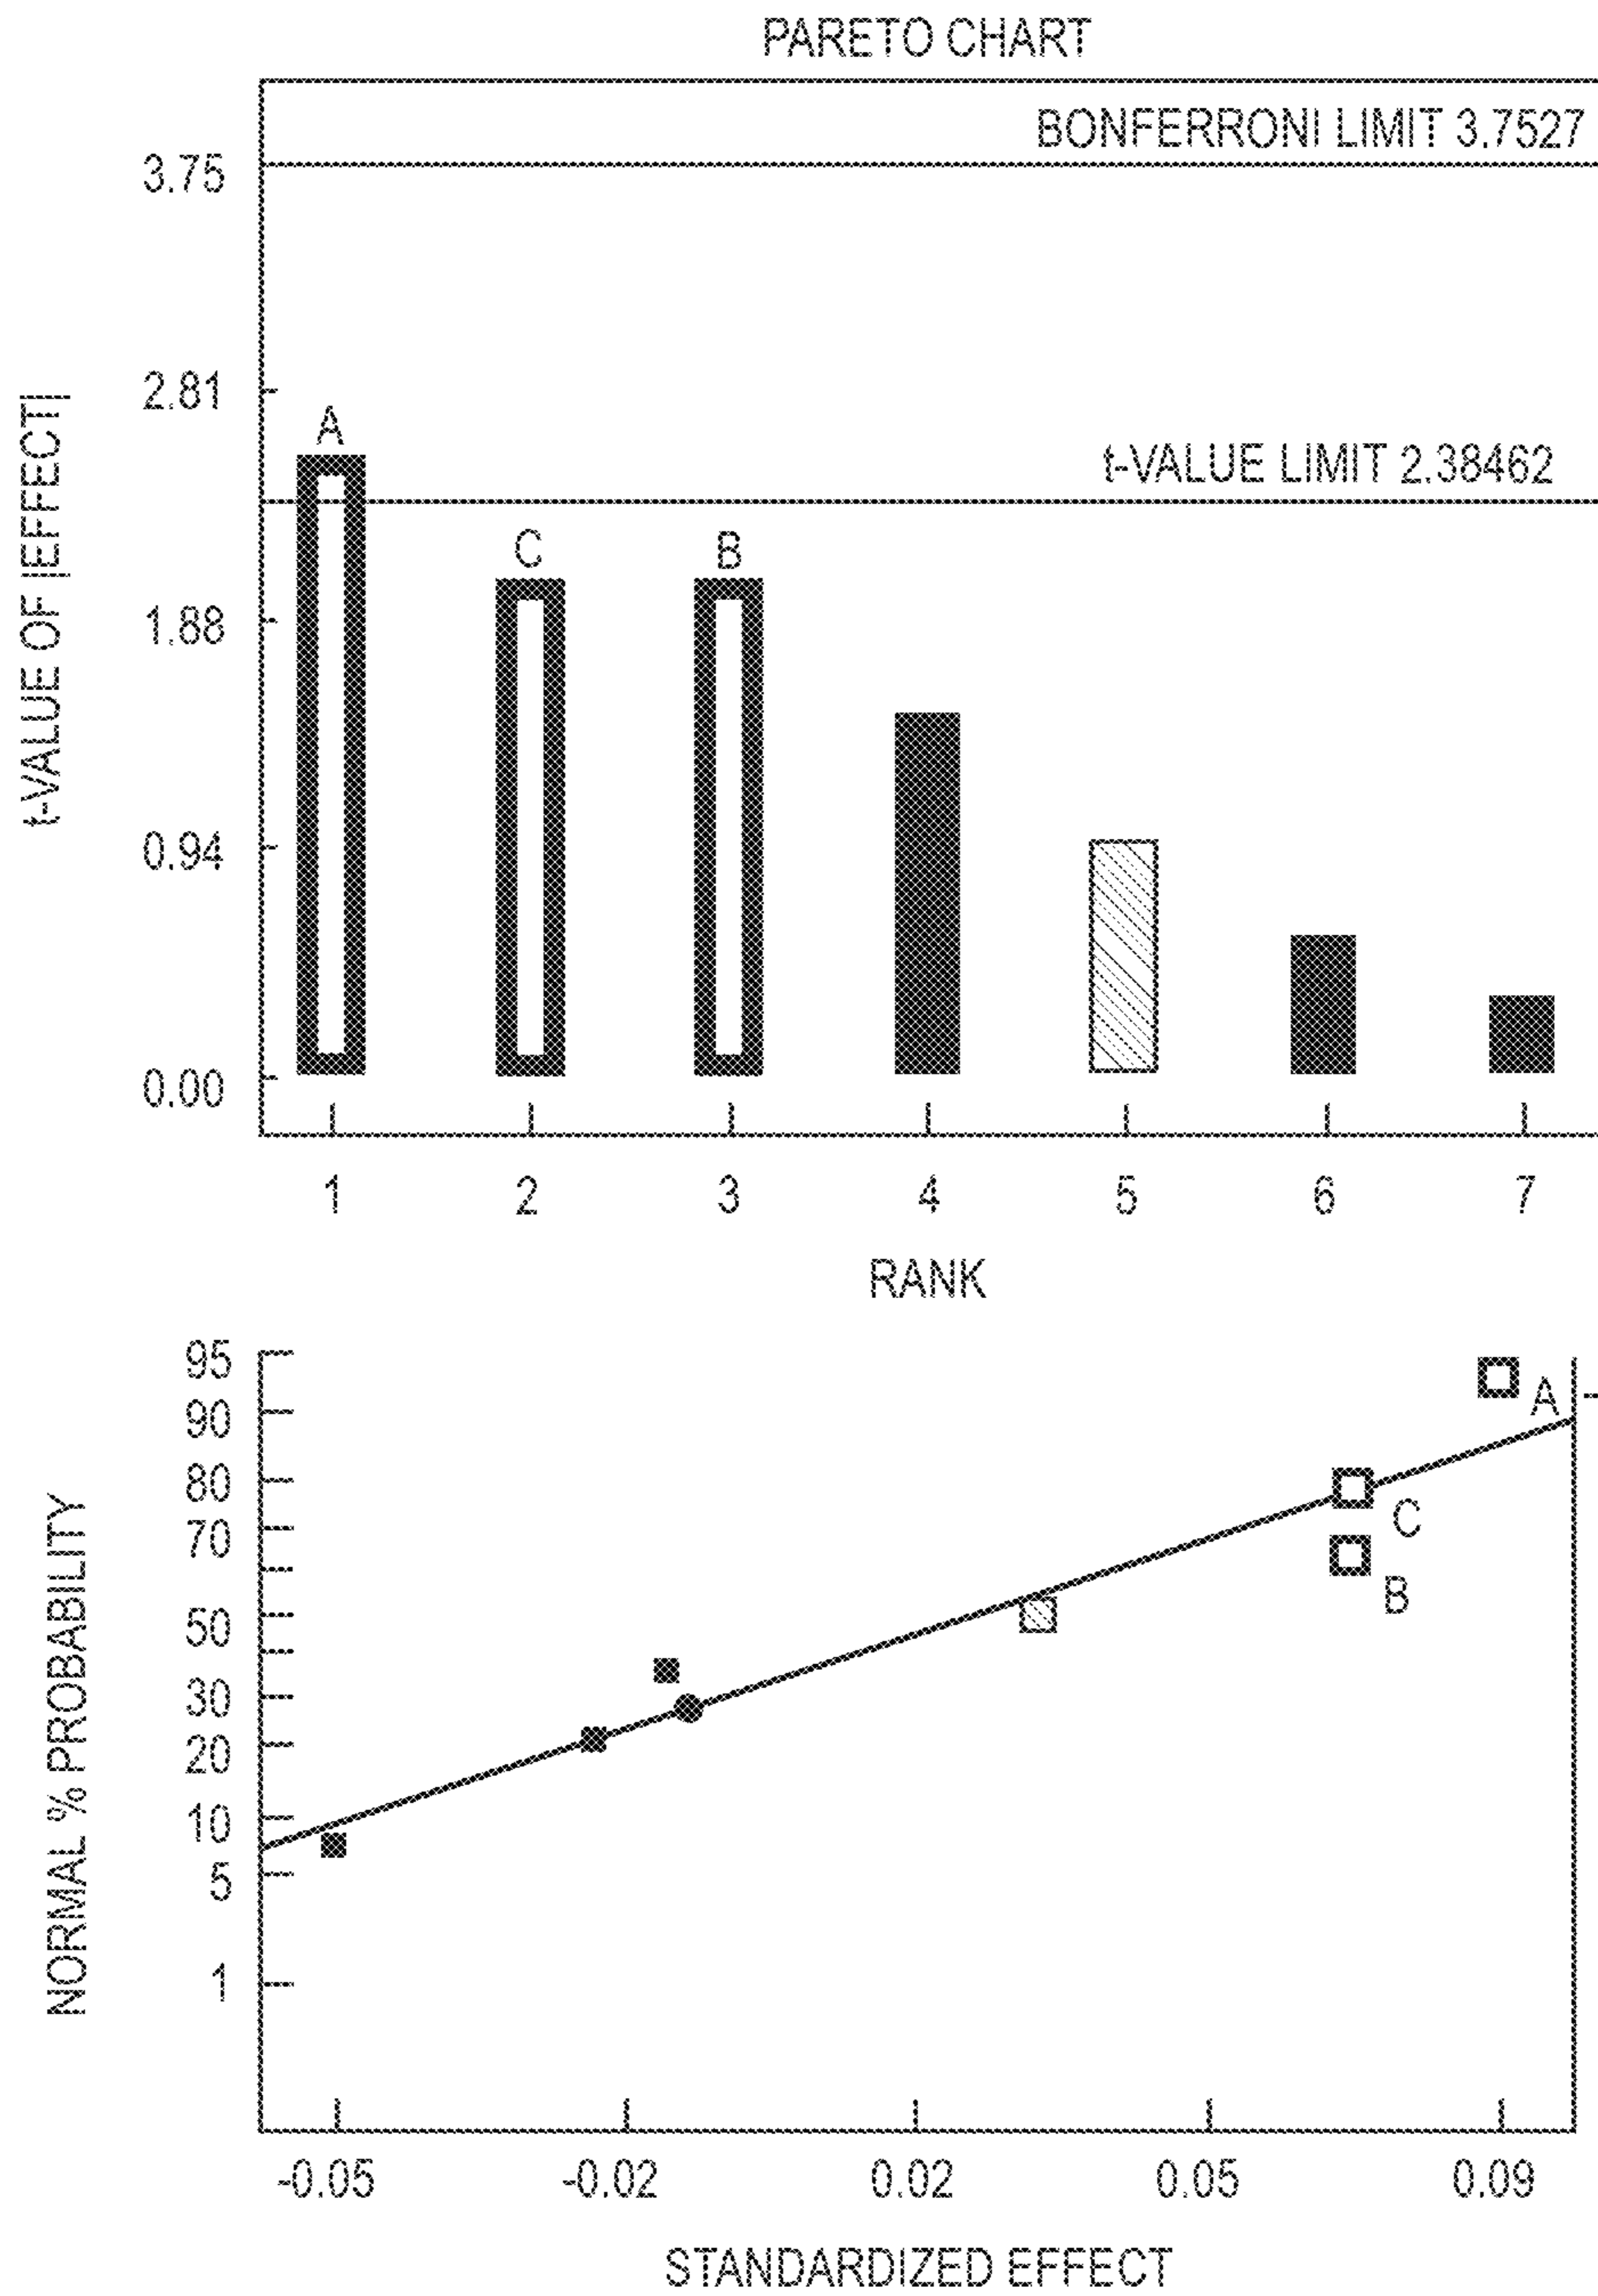 PARETO CHART
BONFERRONI LIMIT 3.7527
3.75
2.81
A
t-VALUE LIMIT 2.38462
C
B
1.88
0.94
0.00
t-VALUE OF |EFFECT|
1 2 3 4 5 6 7
RANK
95
90
80
70
50
30
20
10
5
1
A
C
B
NORMAL % PROBABILITY
-0.05 -0.02 0.02 0.05 0.09
STANDARDIZED EFFECT